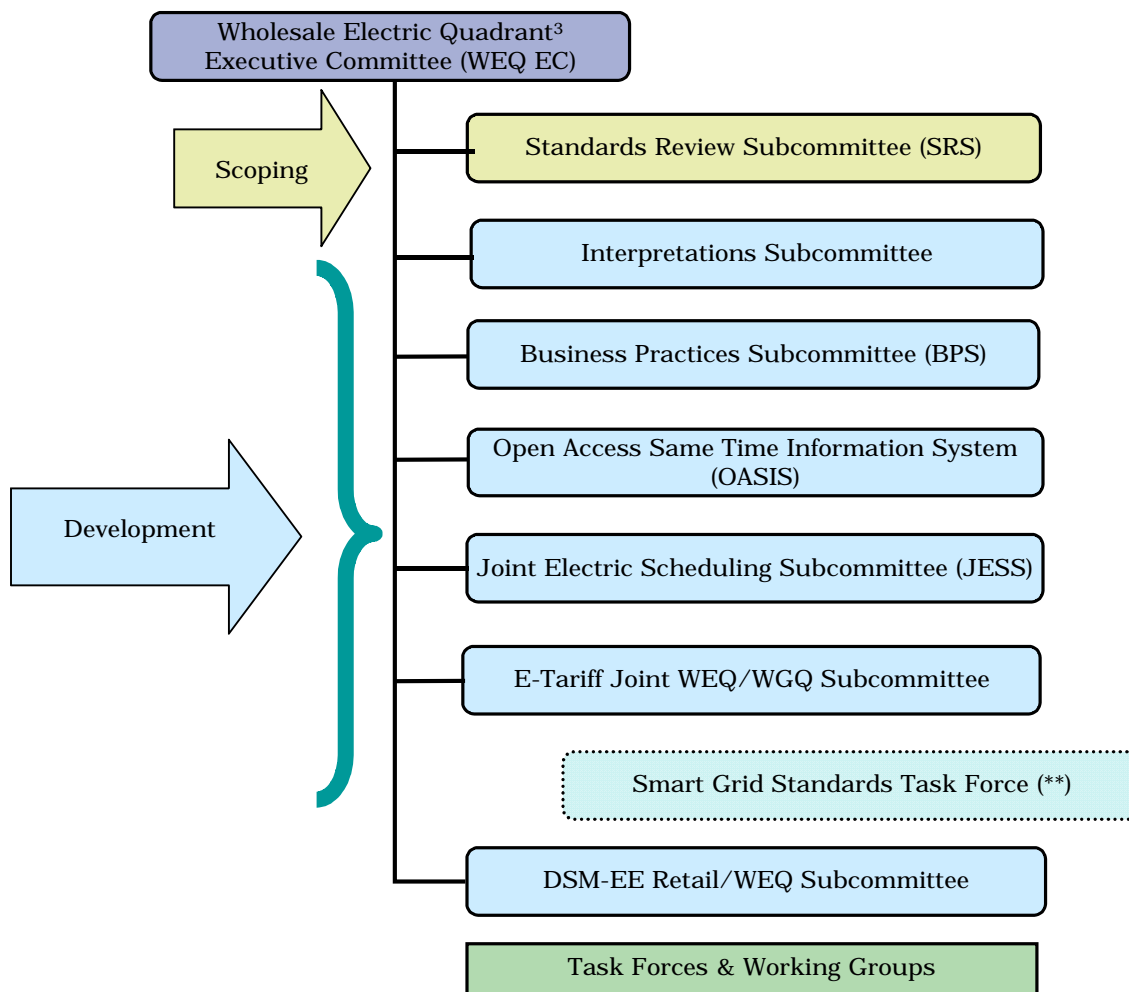 Wholesale Electric Quadrant³
Executive Committee (WEQ EC)
Scoping
Standards Review Subcommittee (SRS)
Interpretations Subcommittee
Business Practices Subcommittee (BPS)
Open Access Same Time Information System
(OASIS)
Development
Joint Electric Scheduling Subcommittee (JESS)
E-Tariff Joint WEQ/WGQ Subcommittee
Smart Grid Standards Task Force (**)
DSM-EE Retail/WEQ Subcommittee
Task Forces & Working Groups